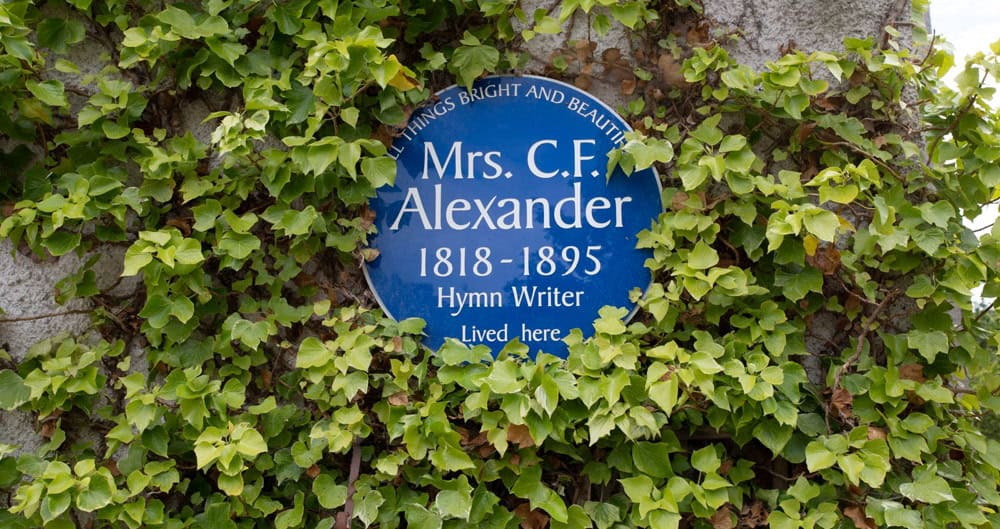 THINGS BRIGHT AND
Mrs. C.F.
Alexander
1818 - 1895
Hymn Writer
Lived here